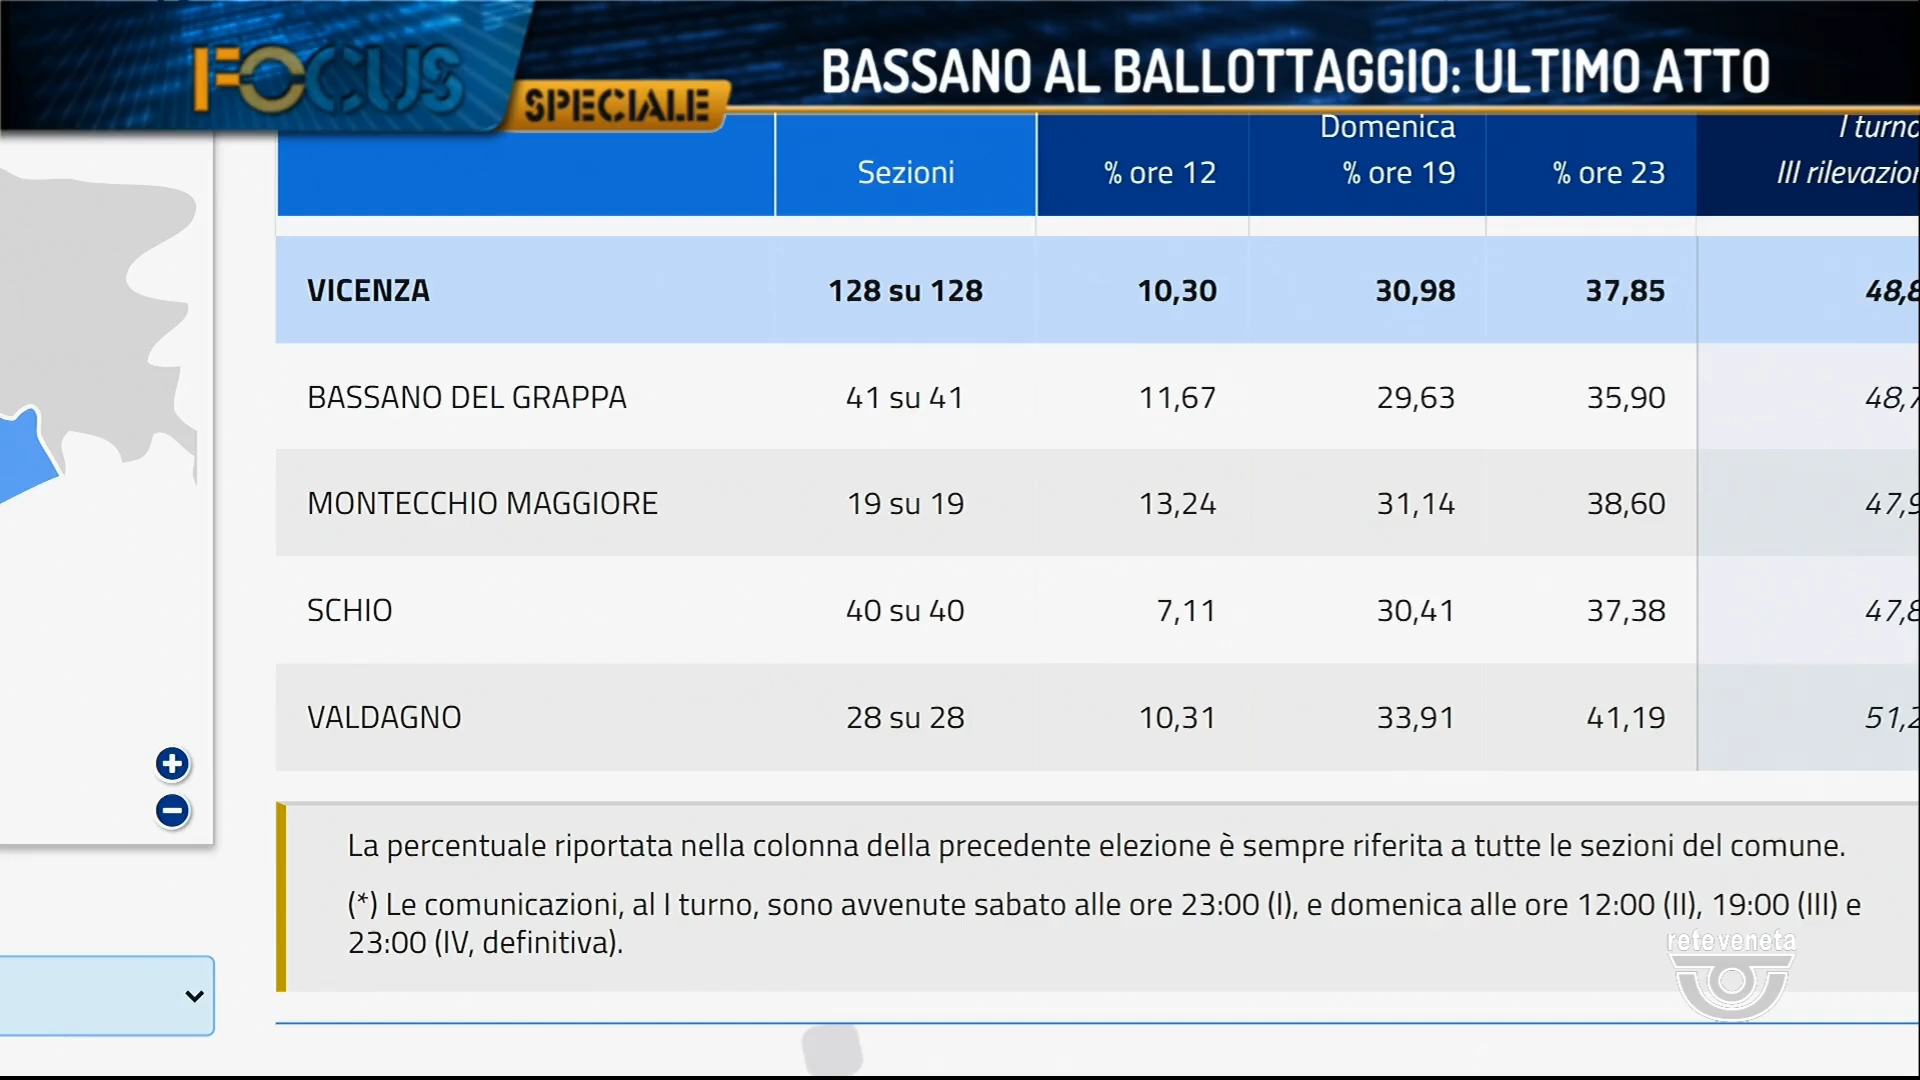 FOCUS
SPECIALE
BASSANO AL BALLOTTAGGIO: ULTIMO ATTO
Domenica
I turno
Sezioni
% ore 12
% ore 19
% ore 23
III
VICENZA 128 su 128 10,30 30,98 37,85
BASSANO DEL GRAPPA 41 su 41 11,67 29,63 35,90
MONTECCHIO MAGGIORE 19 su 19 13,24 31,14 38,60
SCHIO 40 su 40 7,11 30,41 37,38
VALDAGNO 28 su 28 10,31 33,91 41,19
La percentuale riportata nella colonna della precedente elezione è sempre riferita a tutte le sezioni del comune.
(*) Le comunicazioni, al I turno, sono avvenute sabato alle ore 23:00 (I), e domenica alle ore 12:00 (II), 19:00 (III) e
23:00 (IV, definitiva).
reteveneta